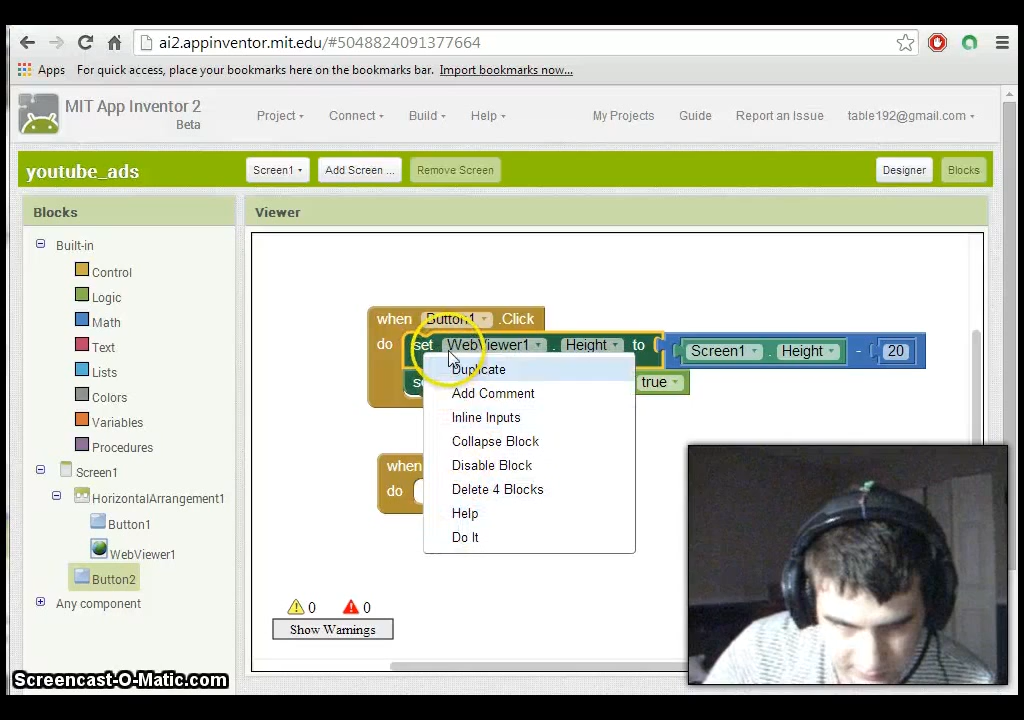 ai2.appinventor.mit.edu/#5048824091377664
Apps For quick access, place your bookmarks here on the bookmarks bar. Import bookmarks now...
MIT App Inventor 2
Beta
Project Connect Build Help My Projects Guide Report an Issue table192@gmail.com
youtube_ads Screen1 Add Screen ... Remove Screen Designer Blocks
Blocks
Viewer
Built-in
Control
Logic
Math
Text
Lists
Colors
Variables
Procedures
Screen1
HorizontalArrangement1
Button1
WebViewer1
Button2
Any component
when Button1 .Click
do set WebViewer1 . Height to Screen1 . Height - 20
true
when
do
Duplicate
Add Comment
Inline Inputs
Collapse Block
Disable Block
Delete 4 Blocks
Help
Do It
0 0
Show Warnings
Screencast-O-Matic.com